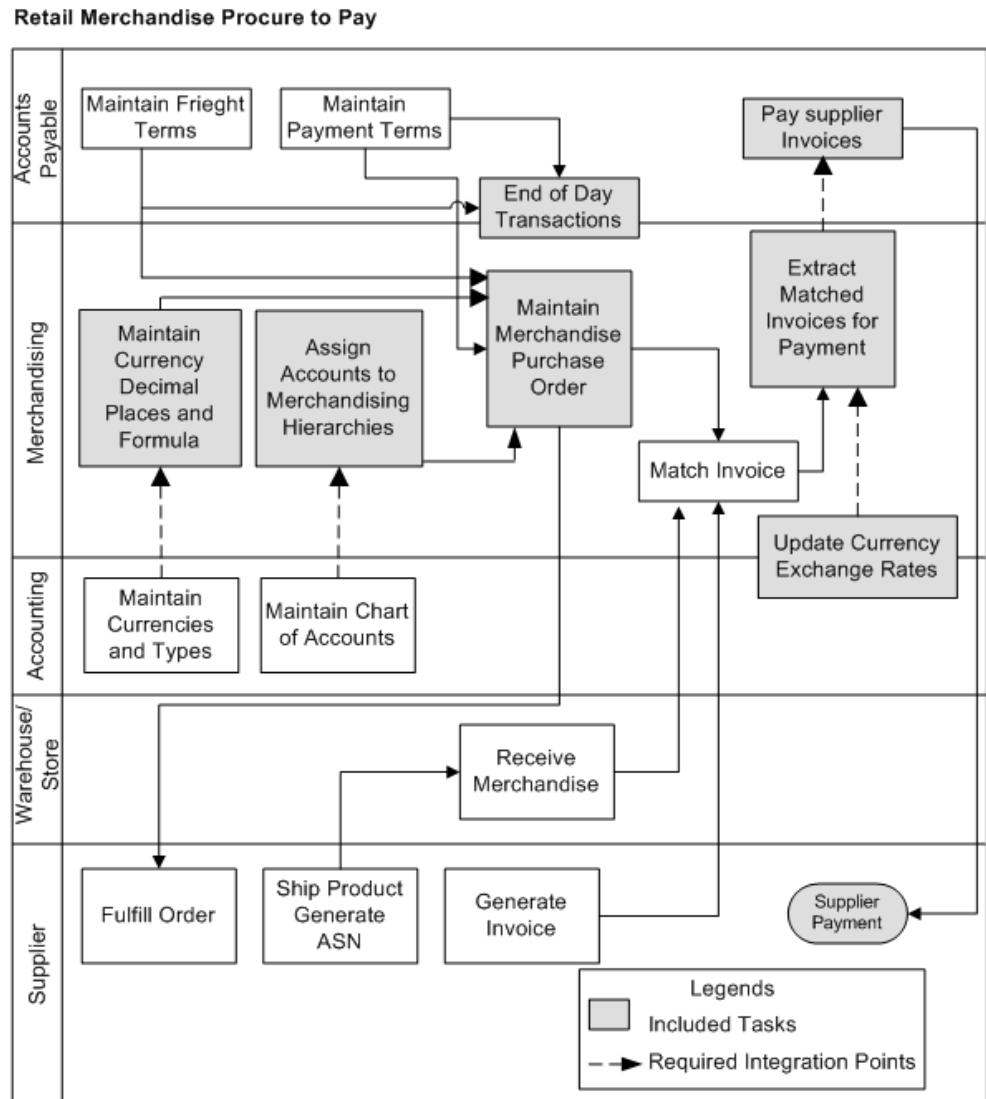 Retail Merchandise Procure to Pay
Accounts
Payable
Maintain Frieght
Terms
Maintain
Payment Terms
End of Day
Transactions
Pay supplier
Invoices
Merchandising
Maintain
Currency
Decimal
Places and
Formula
Assign
Accounts to
Merchandising
Hierarchies
Maintain
Merchandise
Purchase
Order
Extract
Matched
Invoices for
Payment
Match Invoice
Update Currency
Exchange Rates
Accounting
Maintain
Currencies
and Types
Maintain Chart
of Accounts
Warehouse/
Store
Receive
Merchandise
Supplier
Fulfill Order
Ship Product
Generate
ASN
Generate
Invoice
Supplier
Payment
Legends
Included Tasks
Required Integration Points